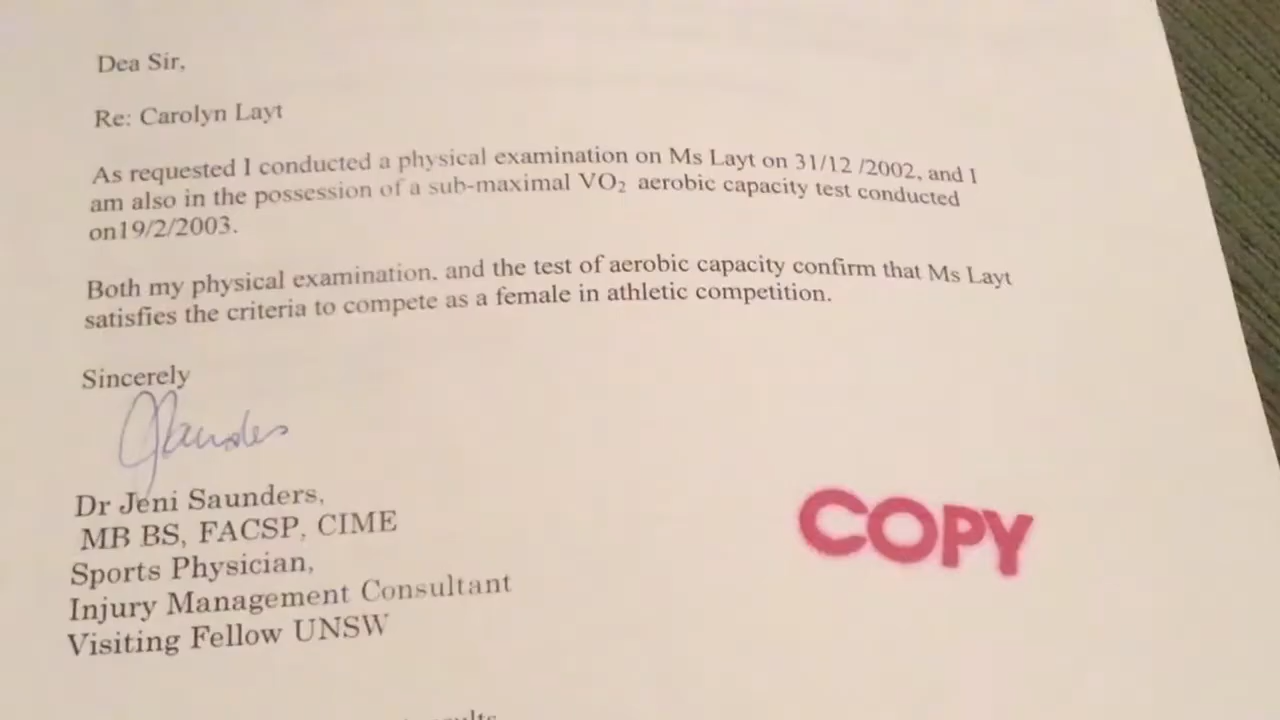 Dea Sir,
Re: Carolyn Layt
As requested I conducted a physical examination on Ms Layt on 31/12 /2002, and I
am also in the possession of a sub-maximal VO₂ aerobic capacity test conducted
on19/2/2003.
Both my physical examination, and the test of aerobic capacity confirm that Ms Layt
satisfies the criteria to compete as a female in athletic competition.
Sincerely
JSaunders
Dr Jeni Saunders,
MB BS, FACSP, CIME
Sports Physician,
Injury Management Consultant
Visiting Fellow UNSW
COPY